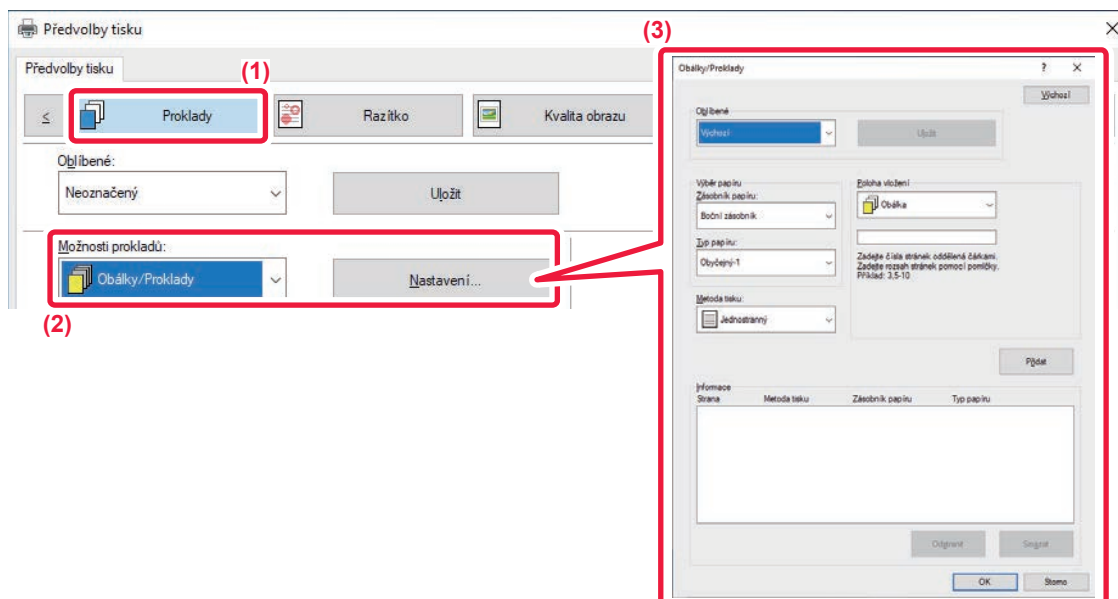 Předvolby tisku
(3)
Předvolby tisku
(1)
≤
Proklady
Razítko
Kvalita obrazu
Oblíbené:
Neoznačený
Uložit
Možnosti prokladů:
Obálky/Proklady
Nastavení...
(2)
Obálky/Proklady
?
Výchozí
Oblíbené
Výchozí
Uložit
Výběr papíru
Zásobník papíru:
Boční zásobník
Typ papíru:
Obyčejný-1
Metoda tisku:
Jednostranný
Poloha vložení
Obálka
Zadejte čísla stránek oddělená čárkami.
Zadejte rozsah stránek pomocí pomlčky.
Příklad: 3,5-10
Přidat
Informace
Strana Metoda tisku Zásobník papíru Typ papíru
Odstranit
Smazat
OK
Storno